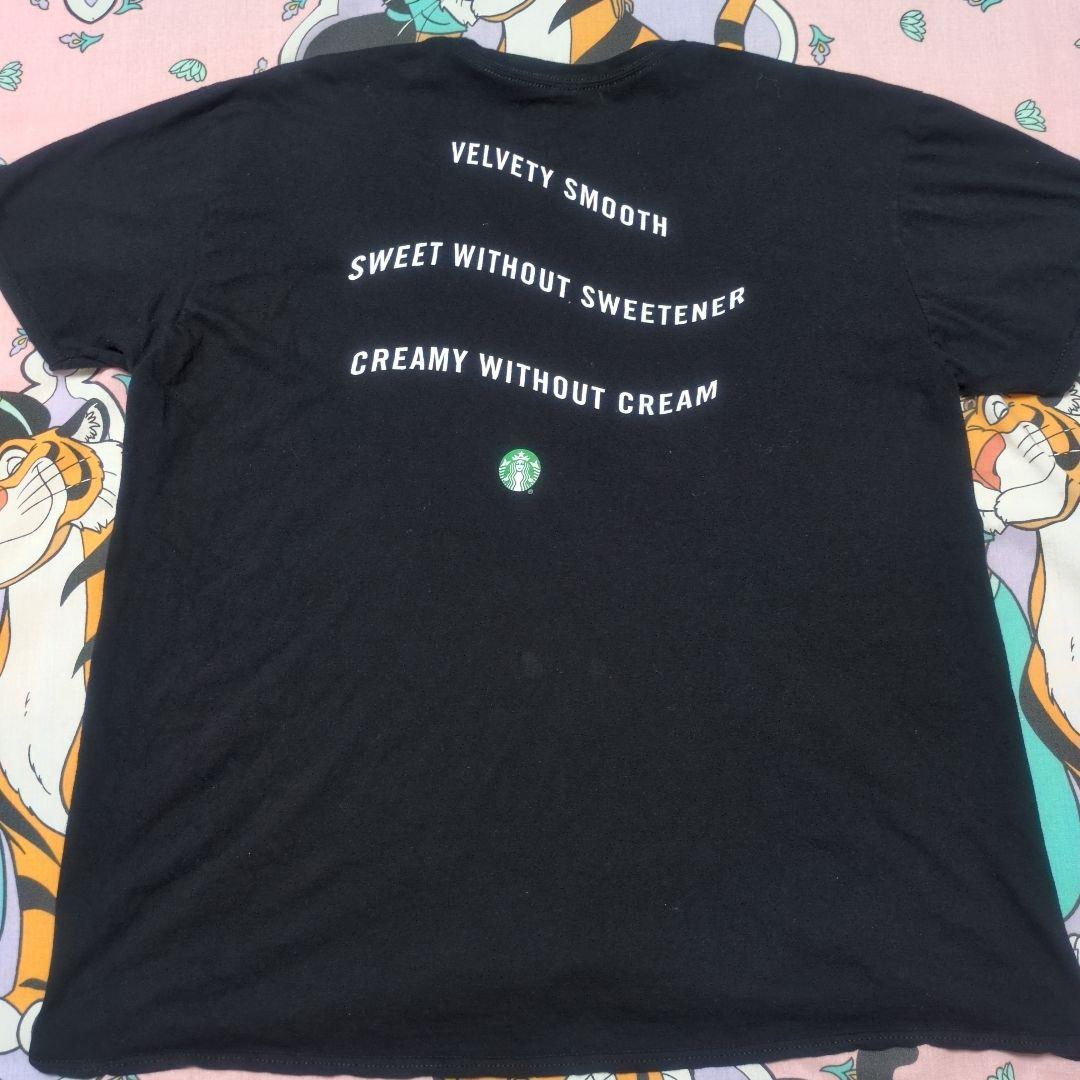 VELVETY SMOOTH
SWEET WITHOUT SWEETENER
CREAMY WITHOUT CREAM
®